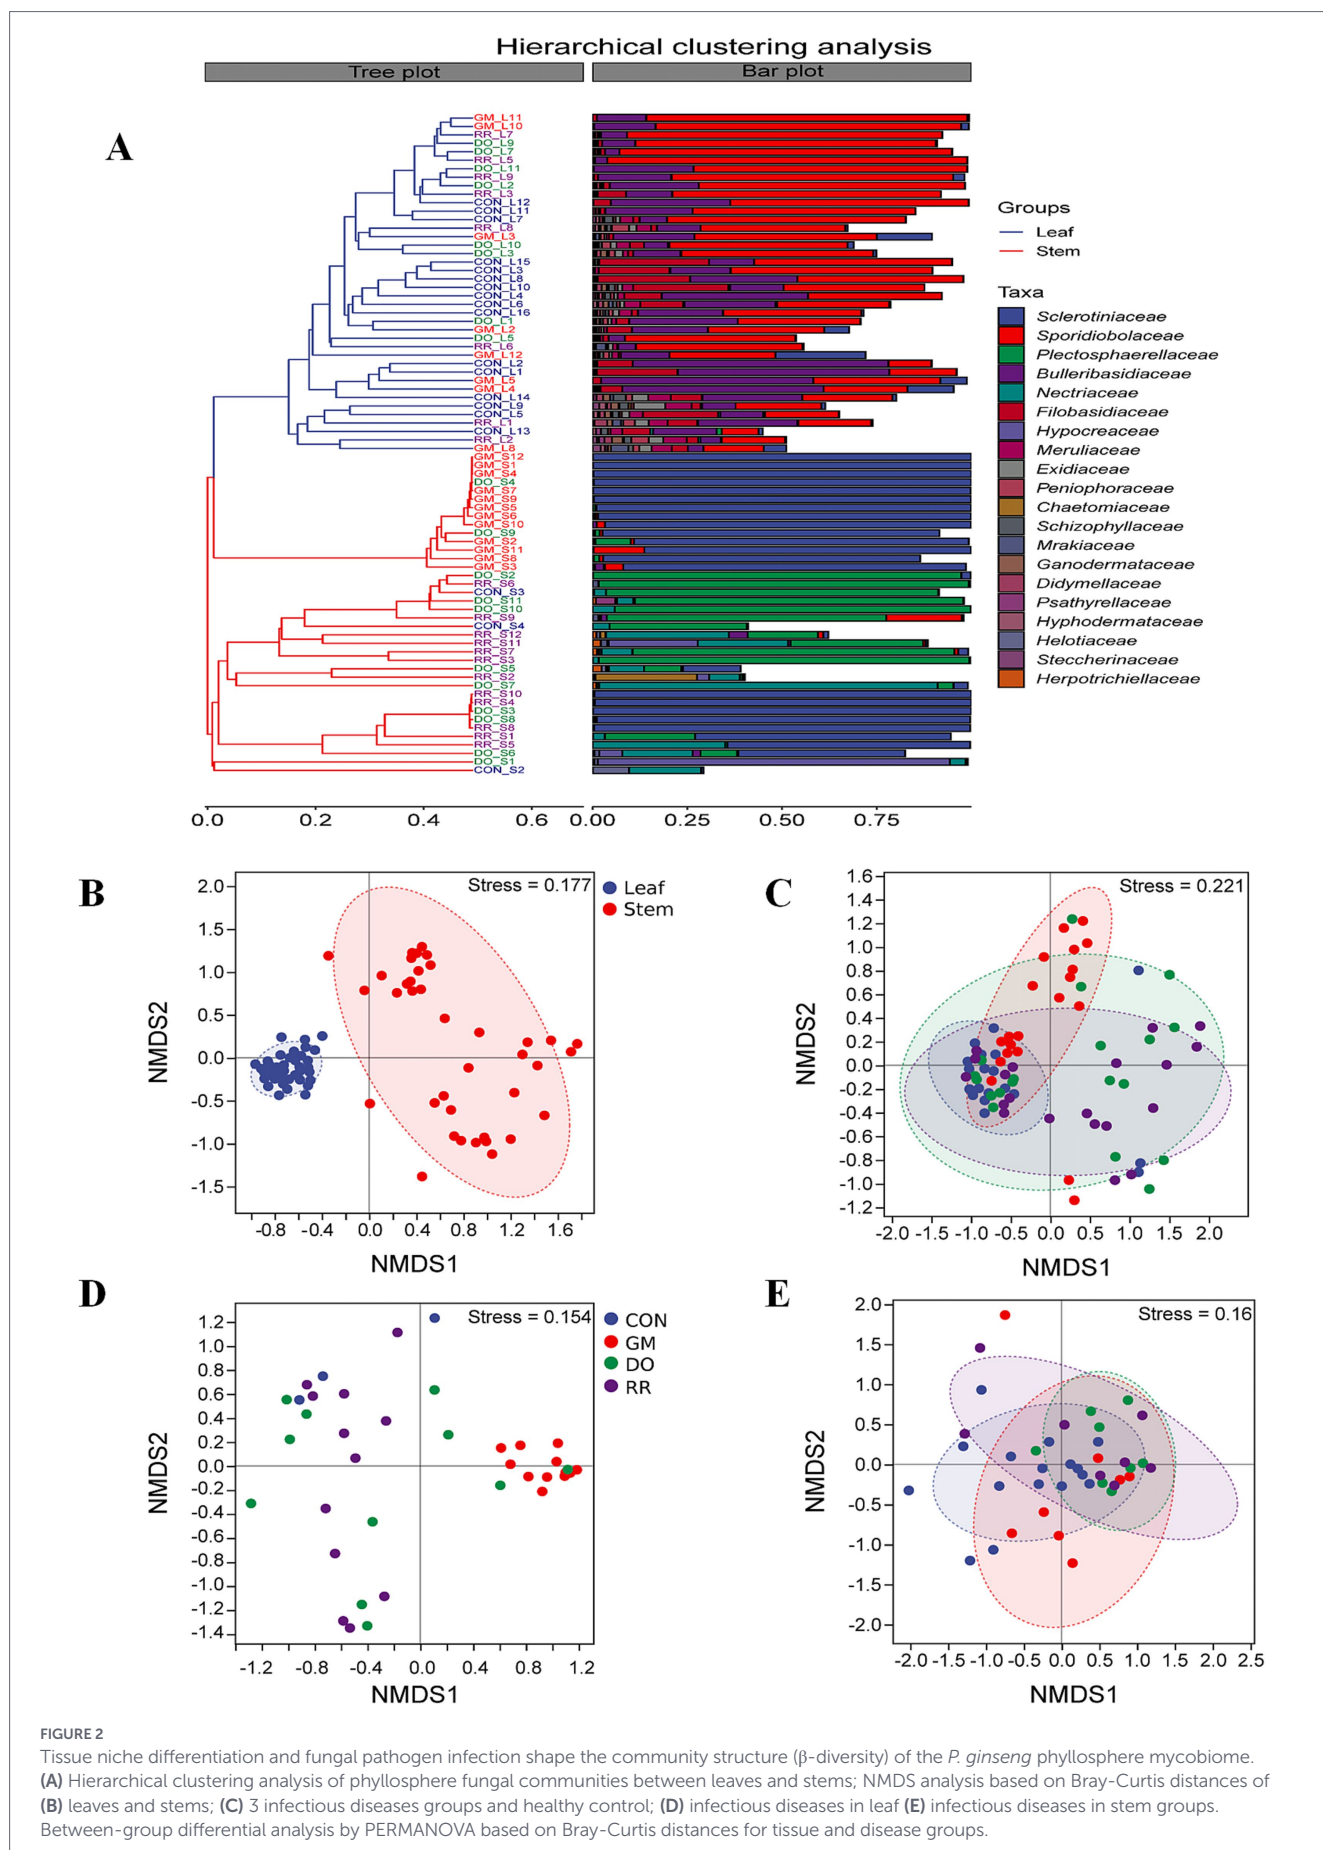 Hierarchical clustering analysis
Tree plot
Bar plot
A
GM_L11
GM_L10
RR_L7
DO_L9
DO_L7
RR_L5
DO_L11
RR_L9
DO_L2
RR_L3
CON_L12
CON_L11
CON_L7
RR_L8
GM_L3
DO_L10
DO_L3
CON_L15
CON_L3
CON_L8
CON_L10
CON_L4
CON_L6
CON_L16
DO_L1
GM_L2
DO_L5
RR_L6
GM_L12
CON_L2
CON_L1
GM_L5
GM_L4
CON_L14
CON_L9
CON_L5
RR_L1
CON_L13
RR_L2
GM_L8
GM_S12
GM_S1
GM_S4
DO_S4
GM_S7
GM_S9
GM_S5
GM_S6
GM_S10
DO_S9
GM_S2
GM_S11
GM_S8
GM_S3
DO_S2
RR_S6
CON_S3
DO_S11
DO_S10
RR_S9
CON_S4
RR_S12
RR_S11
RR_S7
RR_S3
DO_S5
RR_S2
DO_S7
RR_S10
RR_S4
DO_S3
DO_S8
RR_S8
RR_S1
RR_S5
DO_S6
DO_S1
CON_S2
0.0 0.2 0.4 0.6 0.00 0.25 0.50 0.75
Groups
Leaf
Stem
Taxa
Sclerotiniaceae
Sporidiobolaceae
Plectosphaerellaceae
Bulleribasidiaceae
Nectriaceae
Filobasidiaceae
Hypocreaceae
Meruliaceae
Exidiaceae
Peniophoraceae
Chaetomiaceae
Schizophyllaceae
Mrakiaceae
Ganodermataceae
Didymellaceae
Psathyrellaceae
Hyphodermataceae
Helotiaceae
Steccherinaceae
Herpotrichiellaceae
B
Stress = 0.177
Leaf
Stem
NMDS2
2.0
1.5
1.0
0.5
0.0
-0.5
-1.0
-1.5
-0.8 -0.4 0.0 0.4 0.8 1.2 1.6
NMDS1
C
Stress = 0.221
NMDS2
1.6
1.4
1.2
1.0
0.8
0.6
0.4
0.2
0.0
-0.2
-0.4
-0.6
-0.8
-1.0
-1.2
-2.0 -1.5 -1.0 -0.5 0.0 0.5 1.0 1.5 2.0
NMDS1
D
Stress = 0.154
CON
GM
DO
RR
NMDS2
1.2
1.0
0.8
0.6
0.4
0.2
0.0
-0.2
-0.4
-0.6
-0.8
-1.0
-1.2
-1.4
-1.2 -0.8 -0.4 0.0 0.4 0.8 1.2
NMDS1
E
Stress = 0.16
NMDS2
2.0
1.5
1.0
0.5
0.0
-0.5
-1.0
-1.5
-2.0
-2.0 -1.5 -1.0 -0.5 0.0 0.5 1.0 1.5 2.0 2.5
NMDS1
FIGURE 2
Tissue niche differentiation and fungal pathogen infection shape the community structure (β-diversity) of the P. ginseng phyllosphere mycobiome.
(A) Hierarchical clustering analysis of phyllosphere fungal communities between leaves and stems; NMDS analysis based on Bray-Curtis distances of
(B) leaves and stems; (C) 3 infectious diseases groups and healthy control; (D) infectious diseases in leaf (E) infectious diseases in stem groups.
Between-group differential analysis by PERMANOVA based on Bray-Curtis distances for tissue and disease groups.